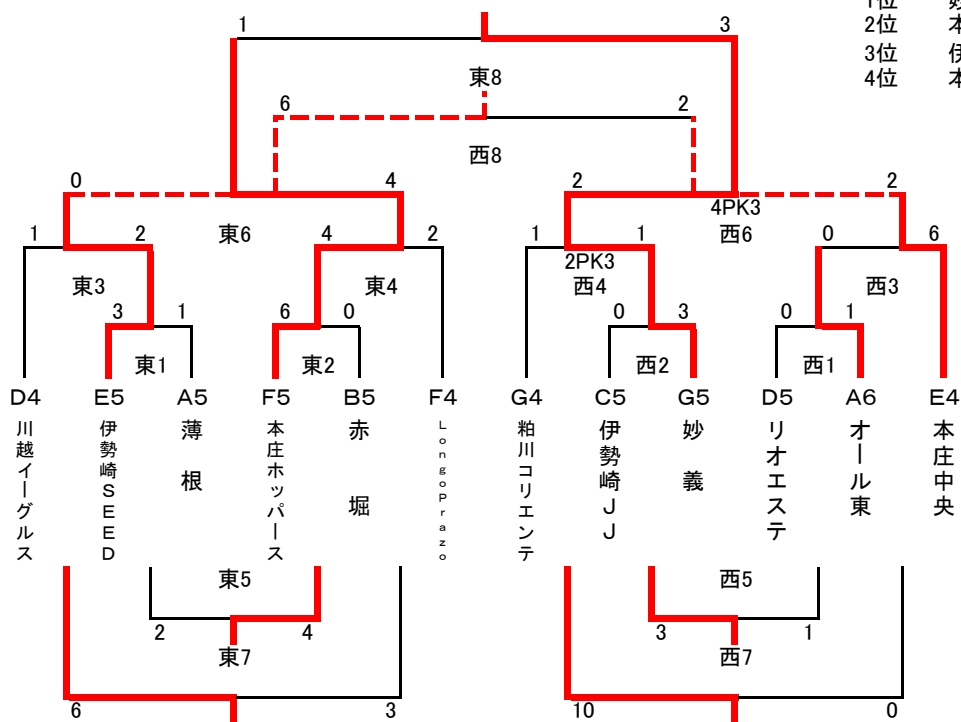 1位 妙
2位 本
3位 伊
4位 本
1 3
東8
6 2
西8
0 4 2 2
4PK3
東6 西6
1 2 4 2 1 1 0 6
2PK3
東3 東4 西4 西3
3 1 6 0 0 3 0 1
東1 東2 西2 西1
D4 E5 A5 F5 B5 F4 G4 C5 G5 D5 A6 E4
川越イーグルス
伊勢崎SEED
薄根
本庄ホッパース
赤堀
LongoPrazo
粕川コリエンテ
伊勢崎JJ
妙義
リオエステ
オール東
本庄中央
東5 西5
2 4 3 1
東7 西7
6 3 10 0